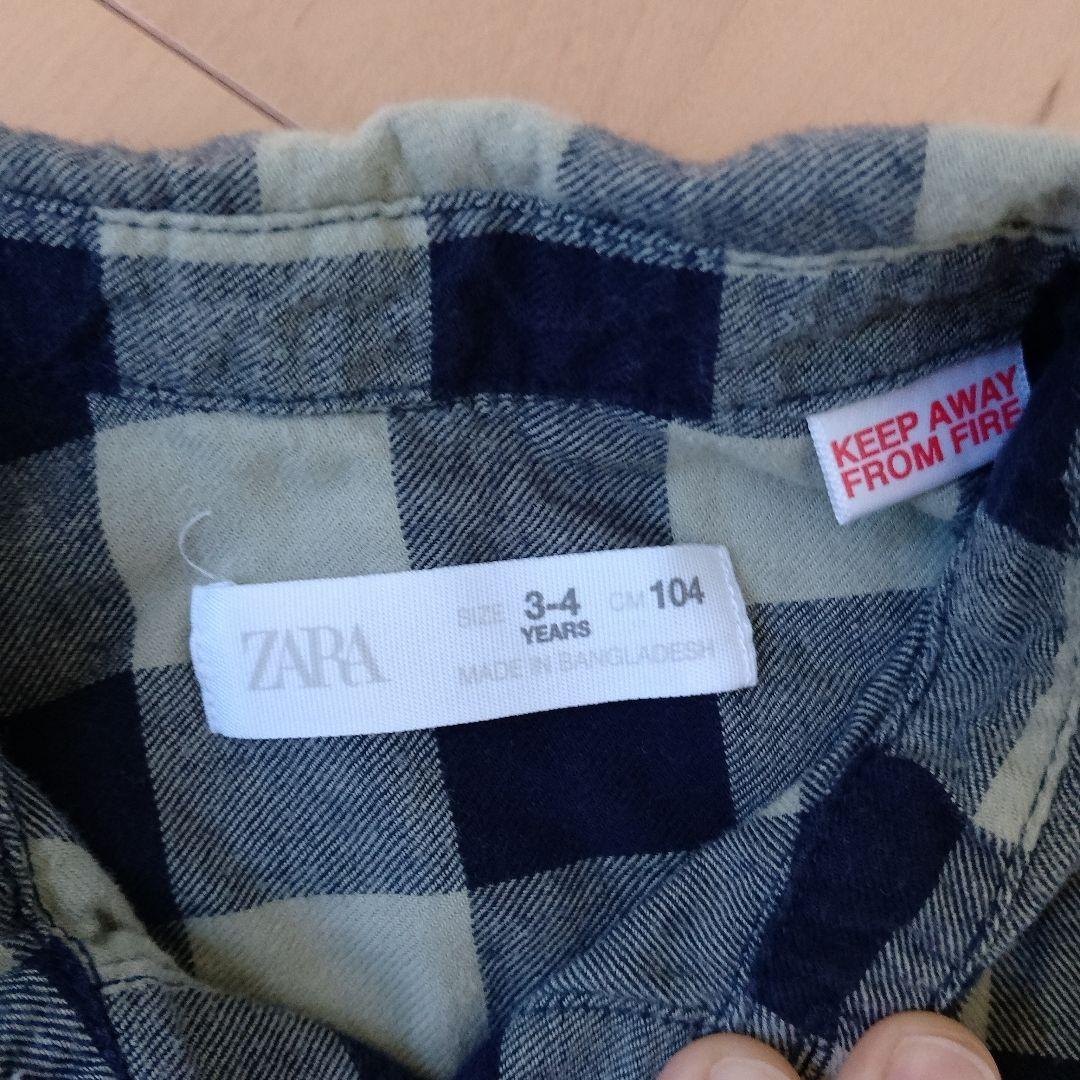 KEEP AWAY
FROM FIRE
ZARA
SIZE 3-4 CM 104
YEARS
MADE IN BANGLADESH